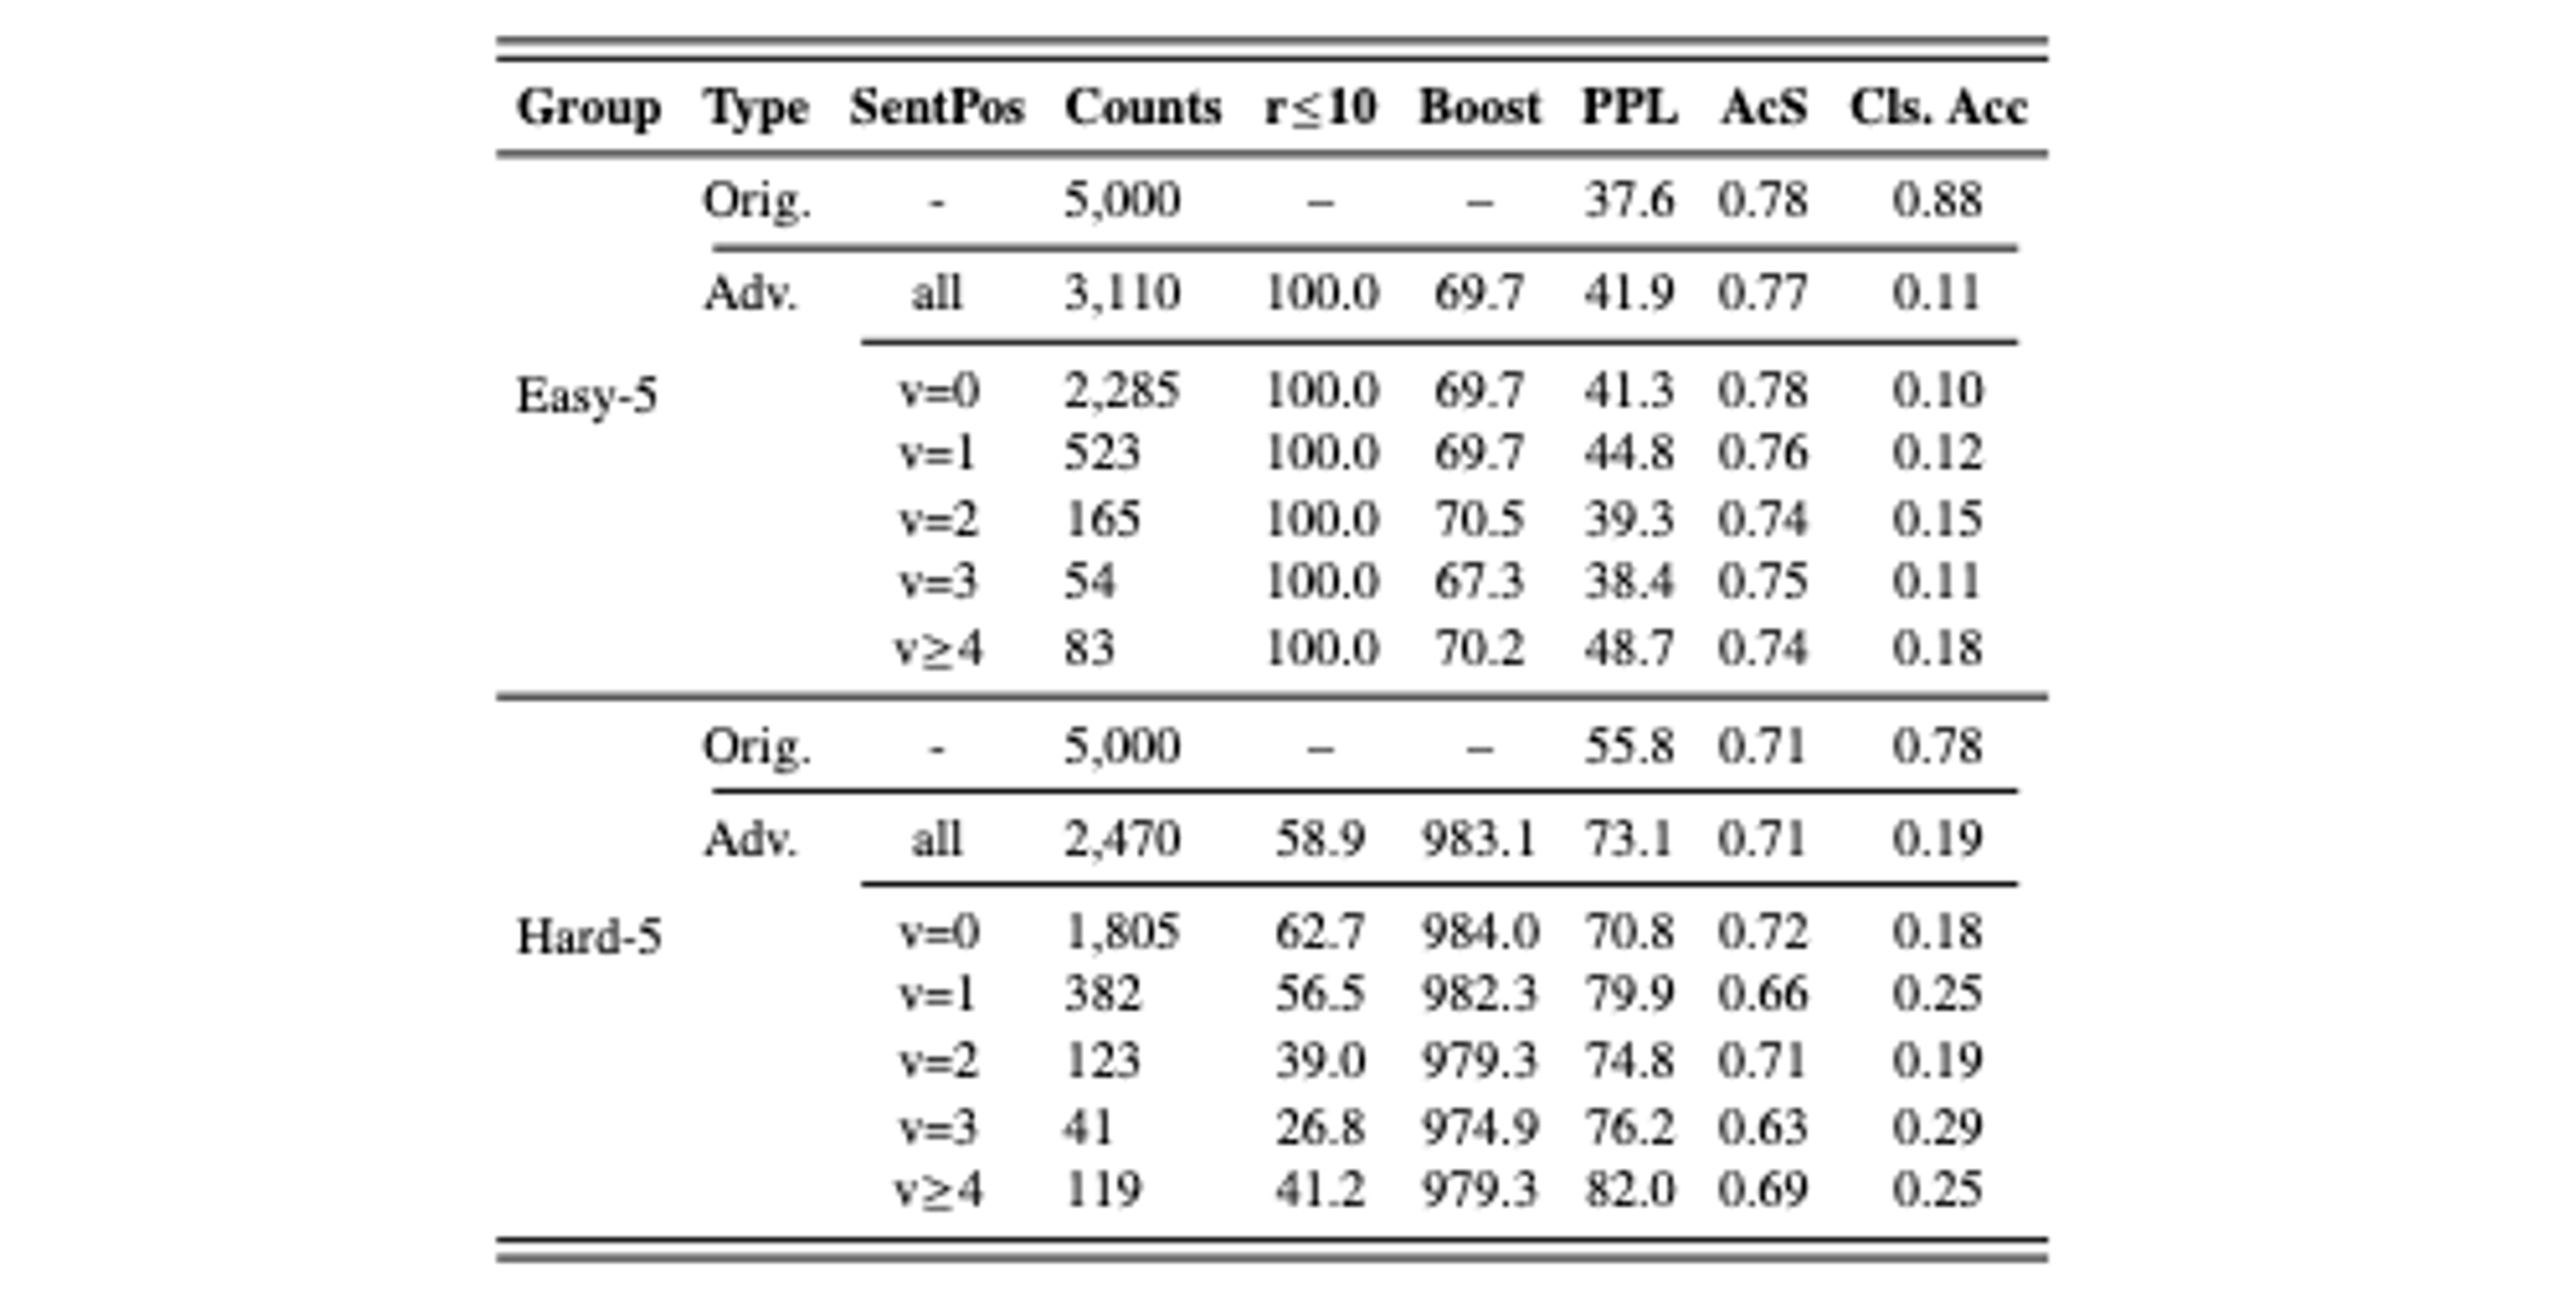 Group Type SentPos Counts r≤10 Boost PPL AcS Cls. Acc
Orig. - 5,000 – – 37.6 0.78 0.88
Adv. all 3,110 100.0 69.7 41.9 0.77 0.11
Easy-5 v=0 2,285 100.0 69.7 41.3 0.78 0.10
v=1 523 100.0 69.7 44.8 0.76 0.12
v=2 165 100.0 70.5 39.3 0.74 0.15
v=3 54 100.0 67.3 38.4 0.75 0.11
v≥4 83 100.0 70.2 48.7 0.74 0.18
Orig. - 5,000 – – 55.8 0.71 0.78
Adv. all 2,470 58.9 983.1 73.1 0.71 0.19
Hard-5 v=0 1,805 62.7 984.0 70.8 0.72 0.18
v=1 382 56.5 982.3 79.9 0.66 0.25
v=2 123 39.0 979.3 74.8 0.71 0.19
v=3 41 26.8 974.9 76.2 0.63 0.29
v≥4 119 41.2 979.3 82.0 0.69 0.25